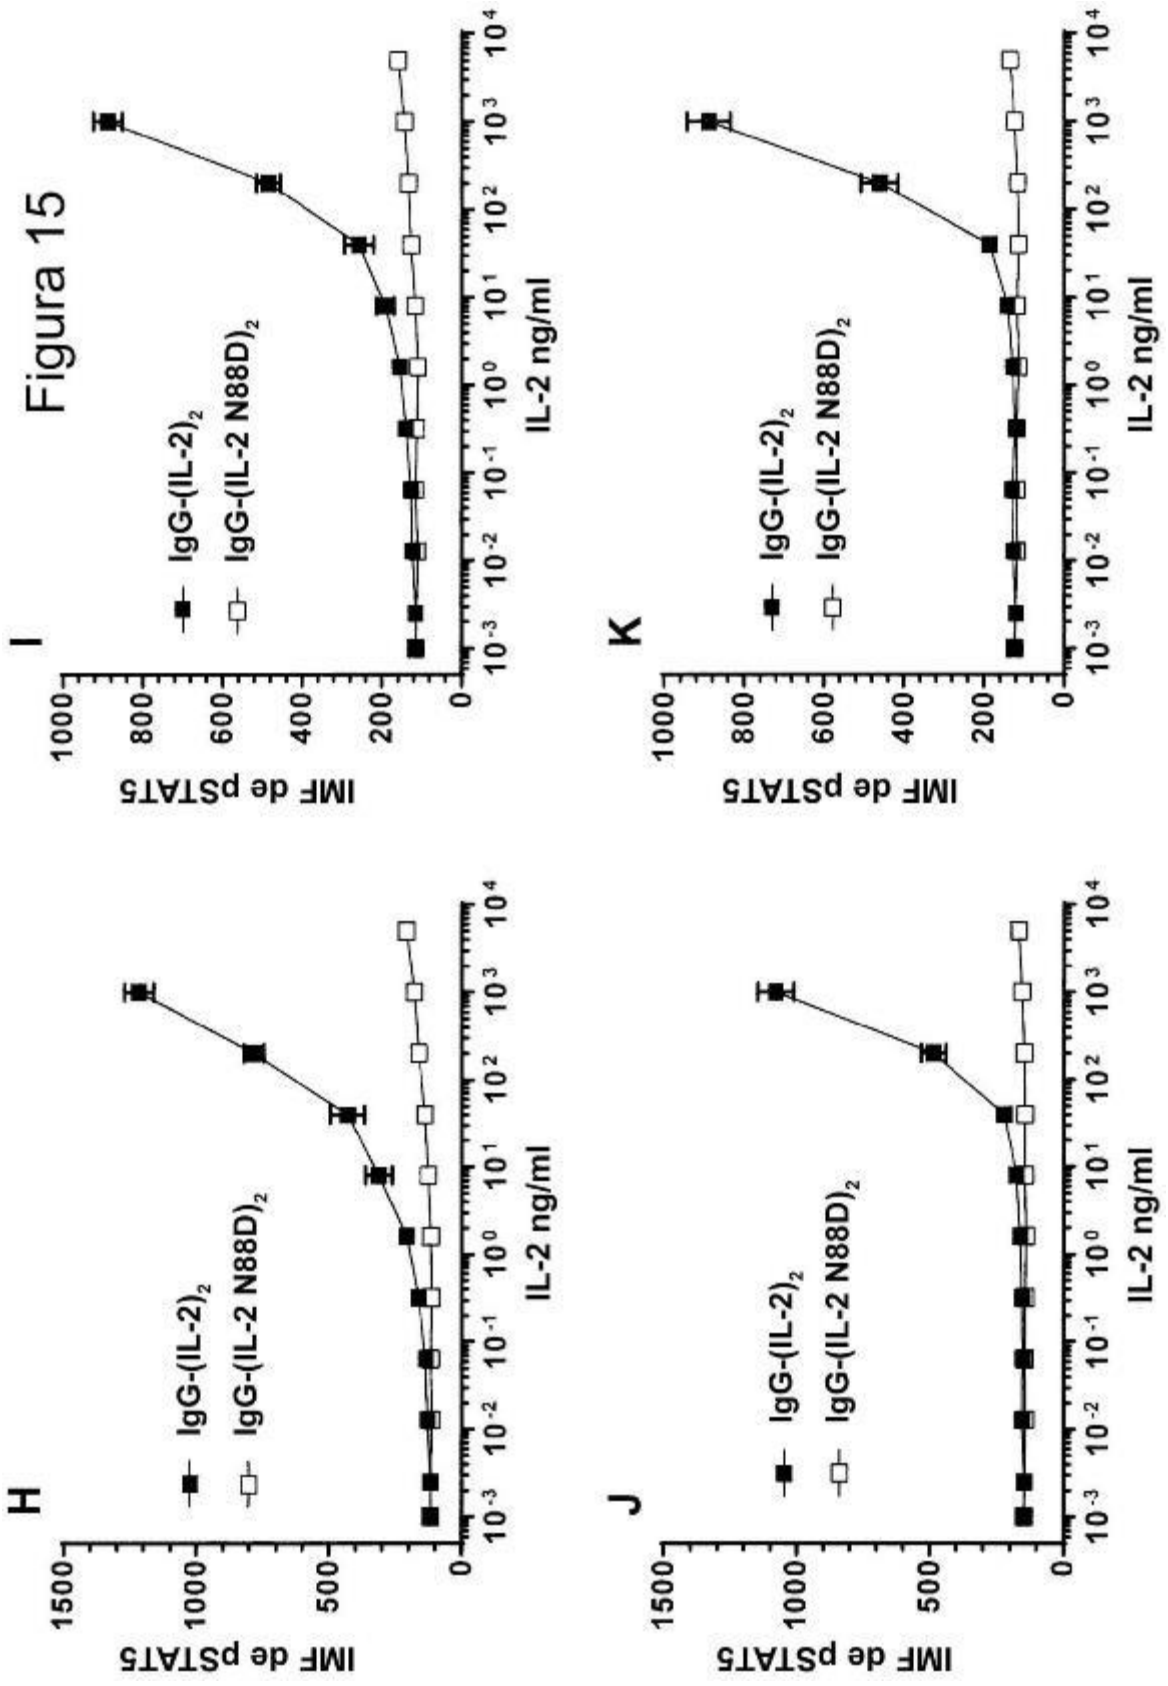 Figura 15
H
IMF de pSTAT5
1500
1000
500
0
IgG-(IL-2)₂
IgG-(IL-2 N88D)₂
10⁻³ 10⁻² 10⁻¹ 10⁰ 10¹ 10² 10³ 10⁴
IL-2 ng/ml
I
IMF de pSTAT5
1000
800
600
400
200
0
IgG-(IL-2)₂
IgG-(IL-2 N88D)₂
10⁻³ 10⁻² 10⁻¹ 10⁰ 10¹ 10² 10³ 10⁴
IL-2 ng/ml
J
IMF de pSTAT5
1500
1000
500
0
IgG-(IL-2)₂
IgG-(IL-2 N88D)₂
10⁻³ 10⁻² 10⁻¹ 10⁰ 10¹ 10² 10³ 10⁴
IL-2 ng/ml
K
IMF de pSTAT5
1000
800
600
400
200
0
IgG-(IL-2)₂
IgG-(IL-2 N88D)₂
10⁻³ 10⁻² 10⁻¹ 10⁰ 10¹ 10² 10³ 10⁴
IL-2 ng/ml